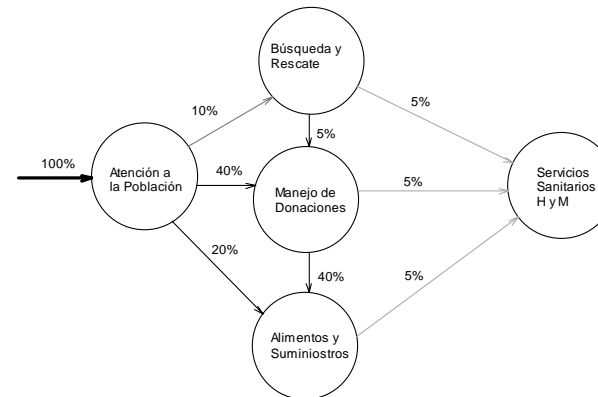 Búsqueda y
Rescate
10%
5%
5%
100%
Atención a
la Población
40%
Manejo de
Donaciones
5%
Servicios
Sanitarios
H y M
20%
40%
5%
Alimentos y
Suminiostros